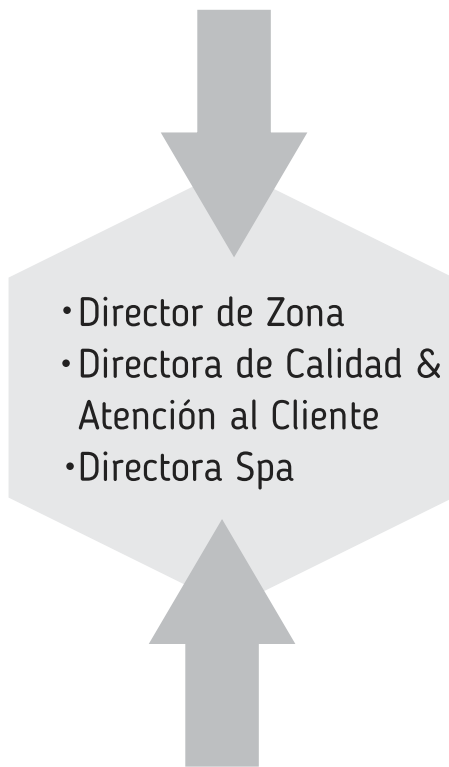 •Director de Zona
•Directora de Calidad &
Atención al Cliente
•Directora Spa